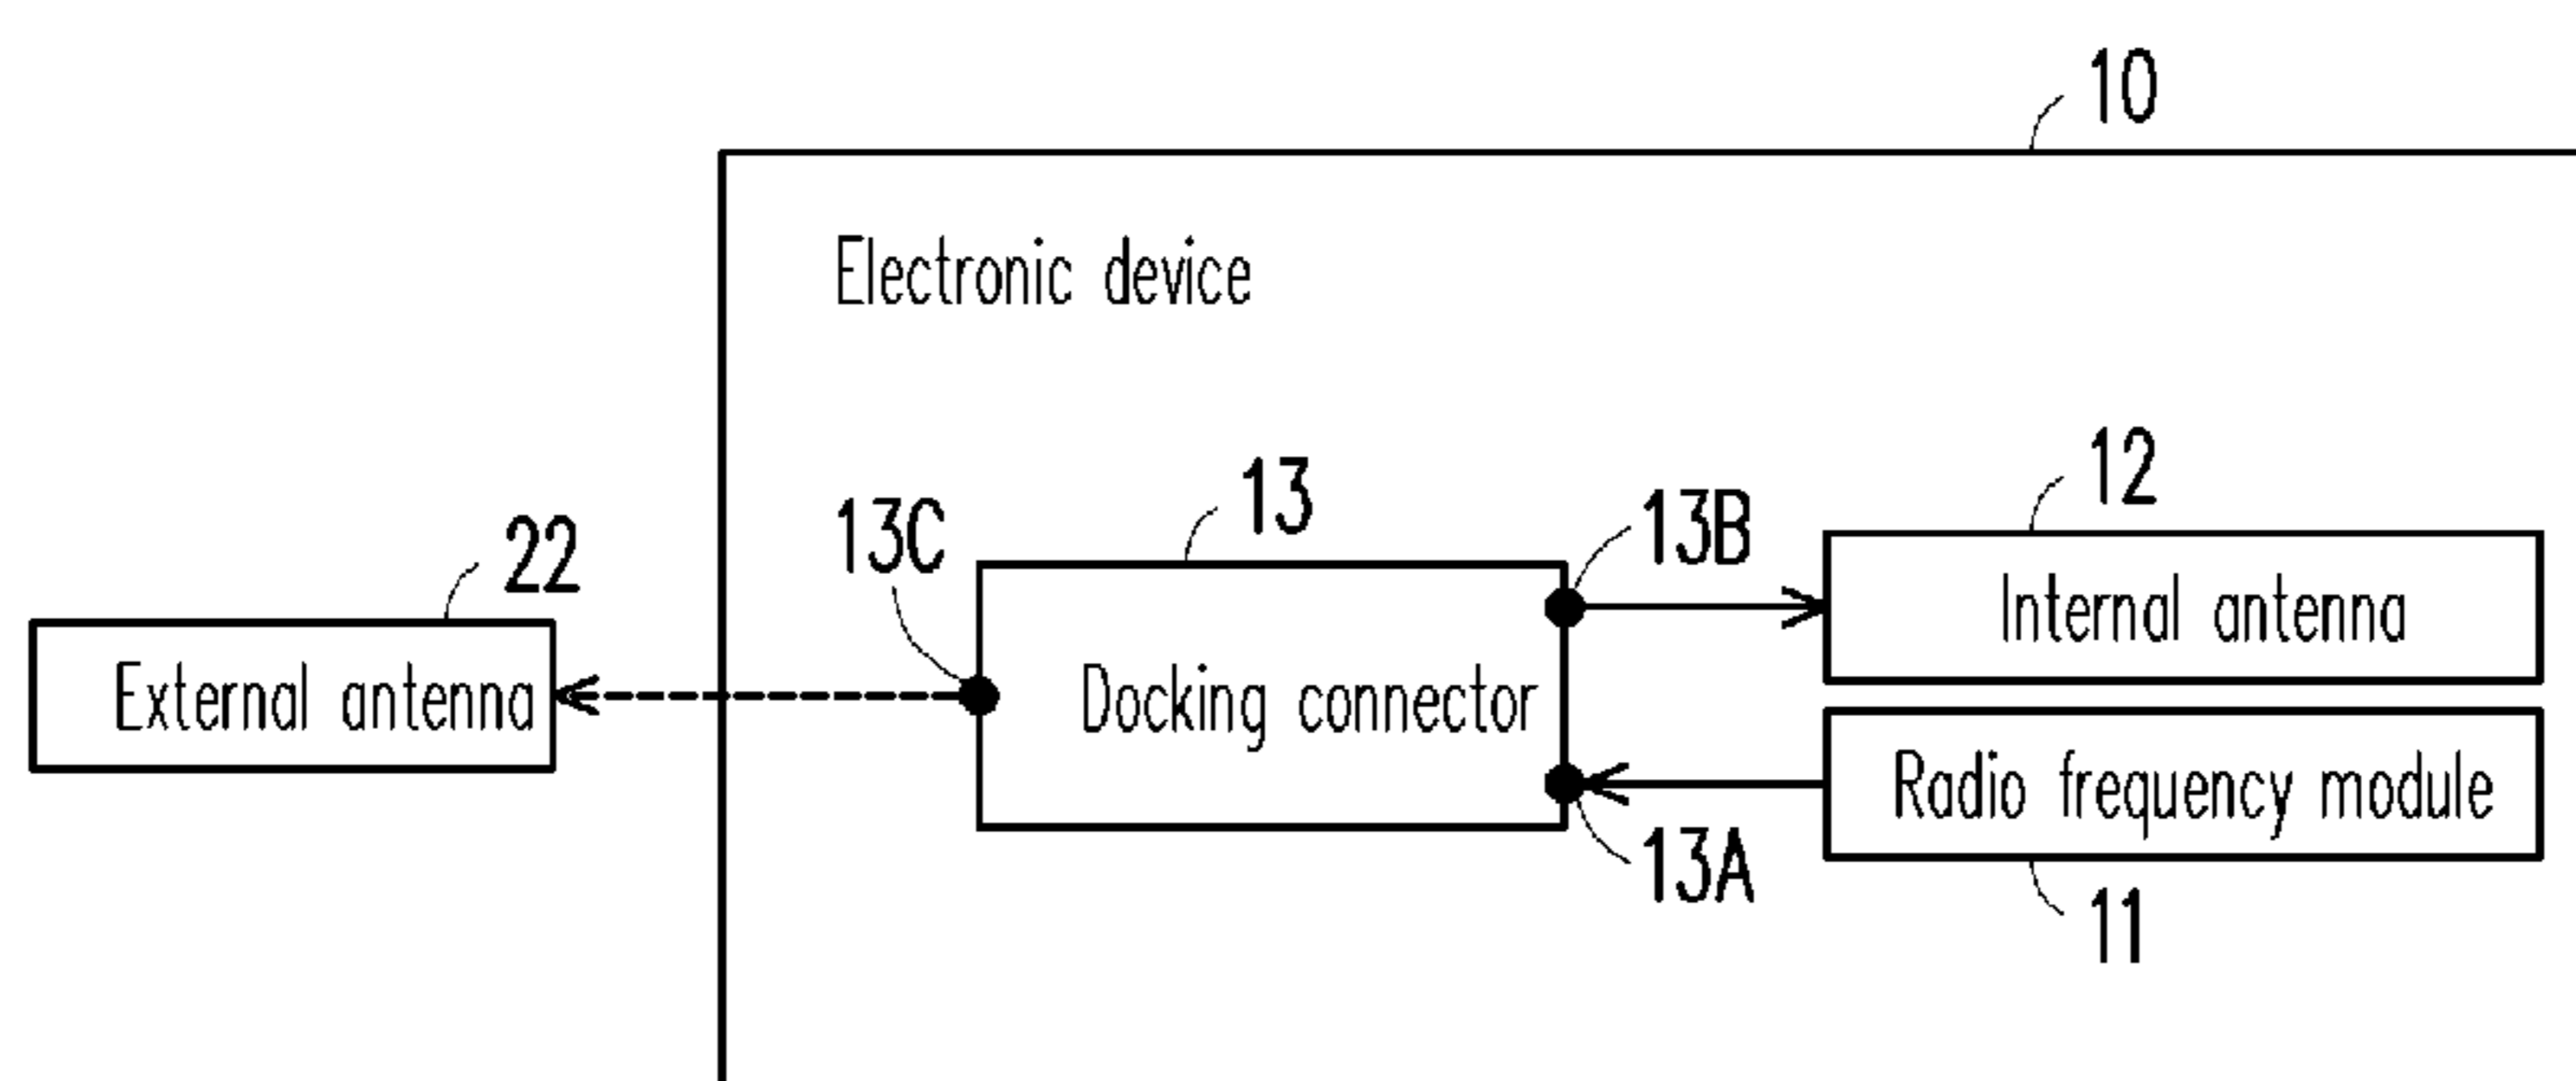 10
Electronic device
12
13
13B
13C
22
Internal antenna
External antenna
Docking connector
Radio frequency module
13A
11